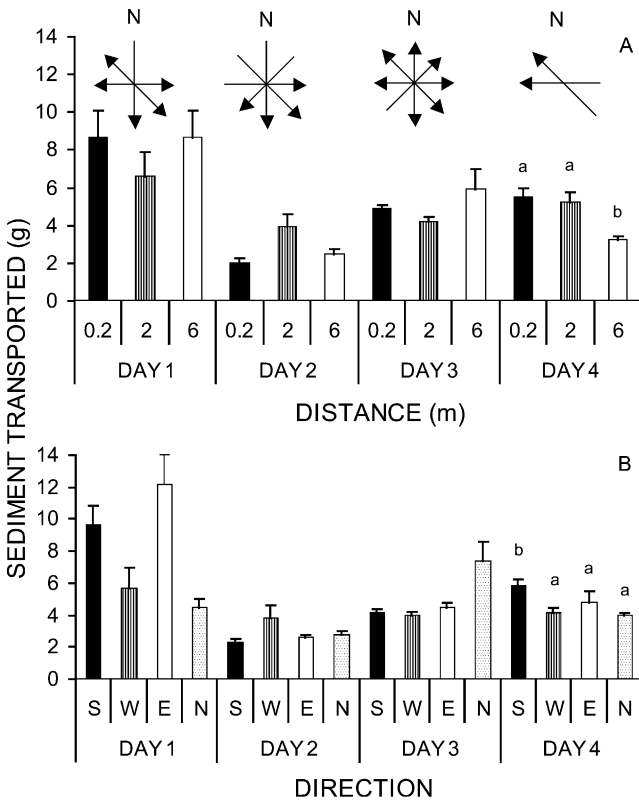 N N N N
A
14
12
10
8
6
4
2
0
a a
b
0.2 2 6 0.2 2 6 0.2 2 6 0.2 2 6
DAY 1 DAY 2 DAY 3 DAY 4
DISTANCE (m)
SEDIMENT TRANSPORTED (g)
B
14
12
10
8
6
4
2
0
b a a a
S W E N S W E N S W E N S W E N
DAY 1 DAY 2 DAY 3 DAY 4
DIRECTION